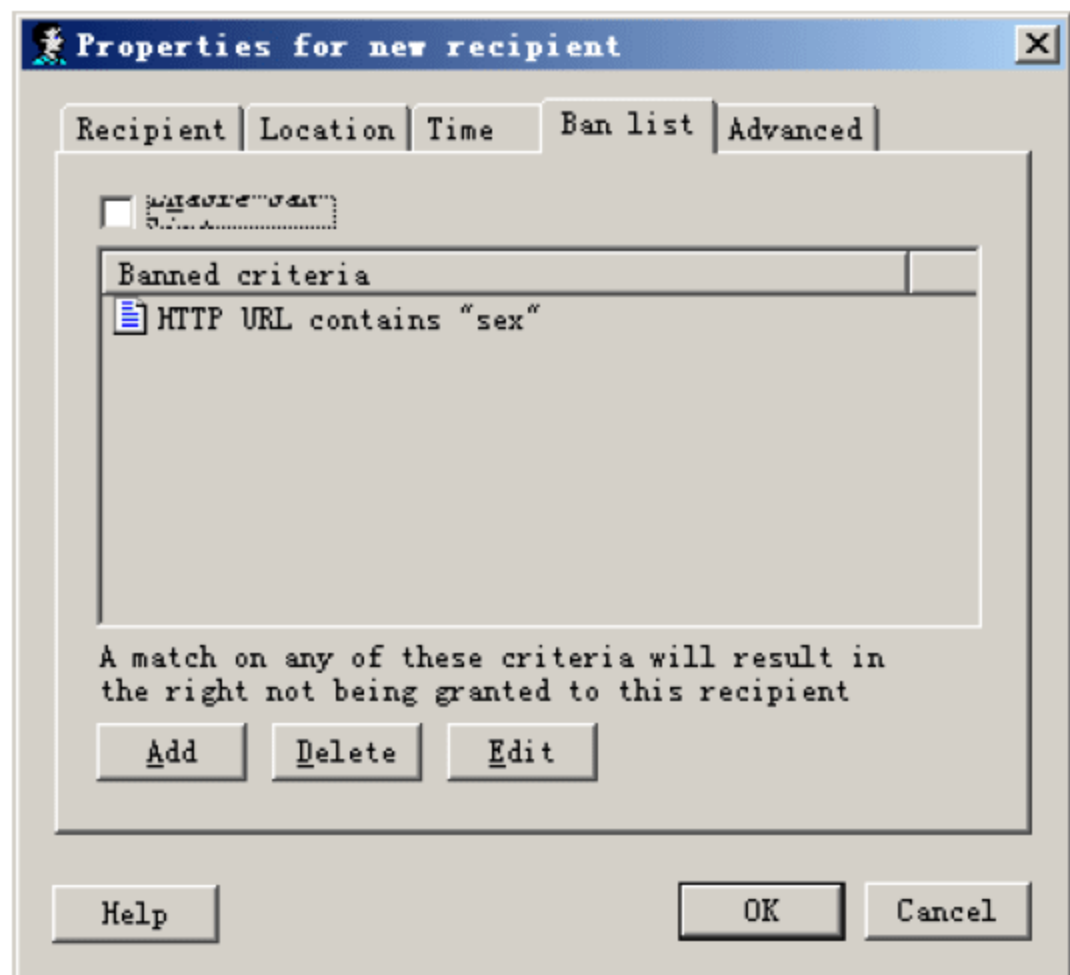 Properties for new recipient
Recipient Location Time Ban list Advanced
Banned criteria
HTTP URL contains "sex"
A match on any of these criteria will result in
the right not being granted to this recipient
Add Delete Edit
Help OK Cancel